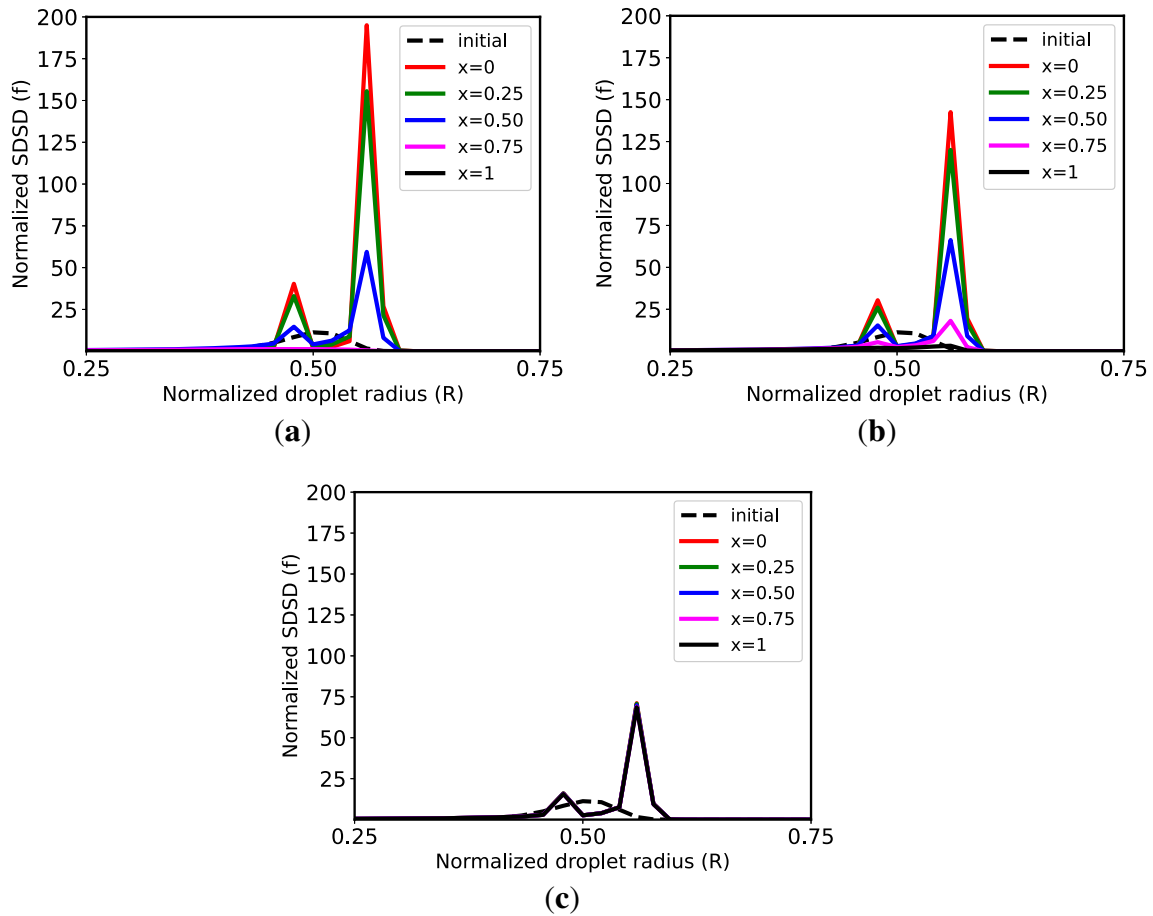 200
175
150
125
100
75
50
25
Normalized SDSD (f)
initial
x=0
x=0.25
x=0.50
x=0.75
x=1
0.25
0.50
0.75
Normalized droplet radius (R)
(a)
200
175
150
125
100
75
50
25
Normalized SDSD (f)
initial
x=0
x=0.25
x=0.50
x=0.75
x=1
0.25
0.50
0.75
Normalized droplet radius (R)
(b)
200
175
150
125
100
75
50
25
Normalized SDSD (f)
initial
x=0
x=0.25
x=0.50
x=0.75
x=1
0.25
0.50
0.75
Normalized droplet radius (R)
(c)